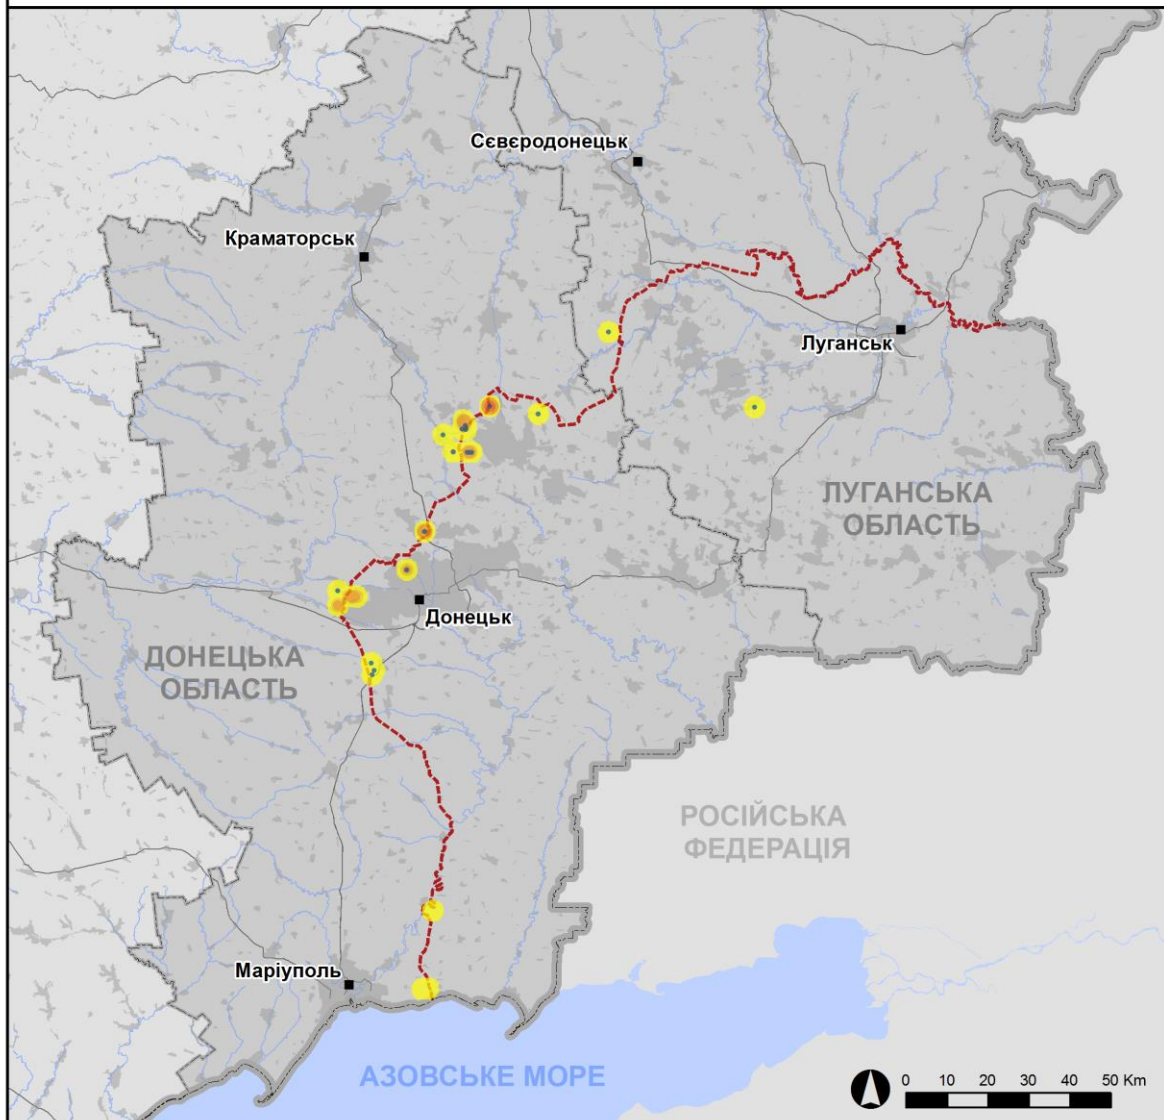 Сєвєродонецьк
Краматорськ
Луганськ
ЛУГАНСЬКА
ОБЛАСТЬ
Донецьк
ДОНЕЦЬКА
ОБЛАСТЬ
РОСІЙСЬКА
ФЕДЕРАЦІЯ
Маріуполь
АЗОВСЬКЕ МОРЕ
0 10 20 30 40 50 Km